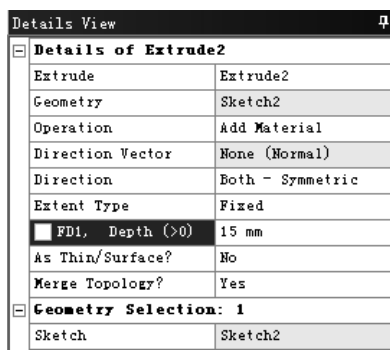 Details View
Details of Extrude2
Extrude Extrude2
Geometry Sketch2
Operation Add Material
Direction Vector None (Normal)
Direction Both - Symmetric
Extent Type Fixed
FD1, Depth (>0) 15 mm
As Thin/Surface? No
Merge Topology? Yes
Geometry Selection: 1
Sketch Sketch2